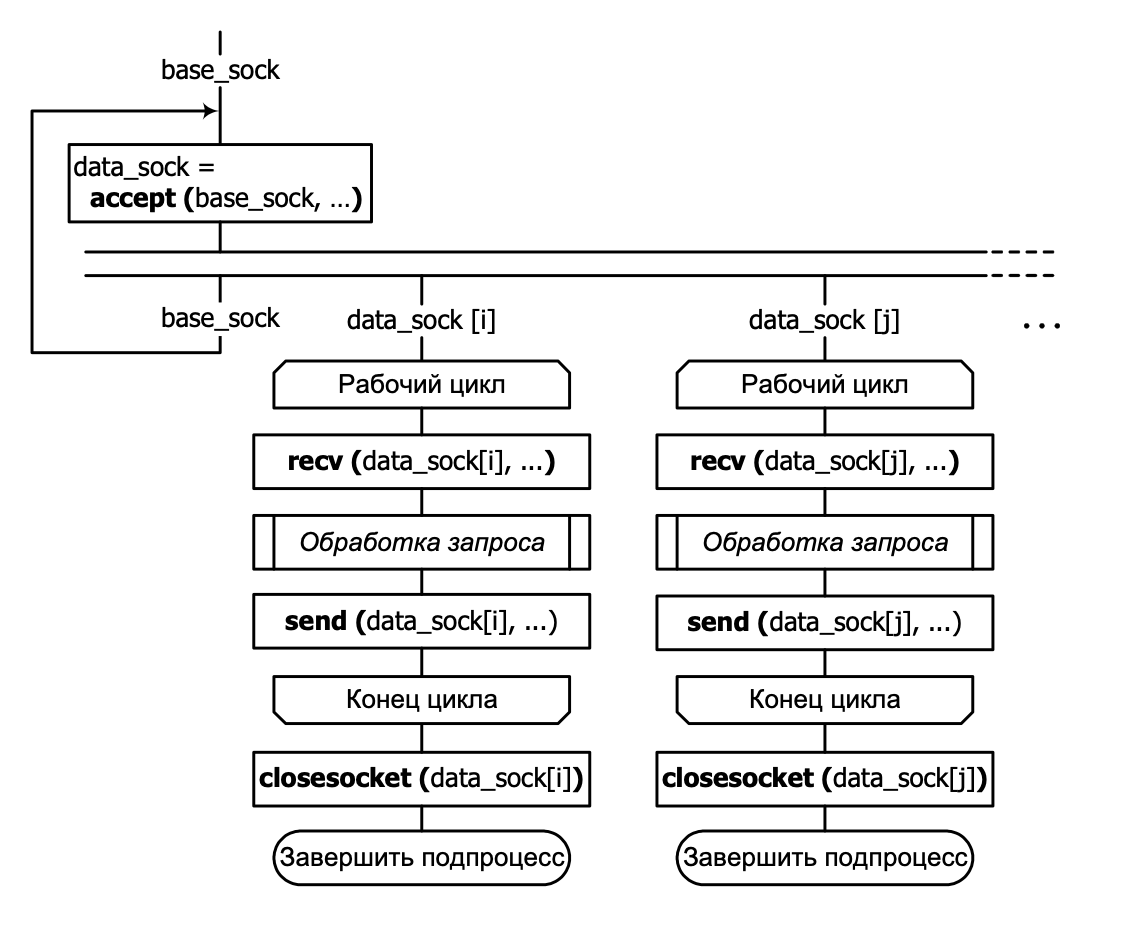 base_sock
data_sock =
accept (base_sock, ...)
base_sock
data_sock [i]
data_sock [j]
...
Рабочий цикл
Рабочий цикл
recv (data_sock[i], ...)
recv (data_sock[j], ...)
Обработка запроса
Обработка запроса
send (data_sock[i], ...)
send (data_sock[j], ...)
Конец цикла
Конец цикла
closesocket (data_sock[i])
closesocket (data_sock[j])
Завершить подпроцесс
Завершить подпроцесс